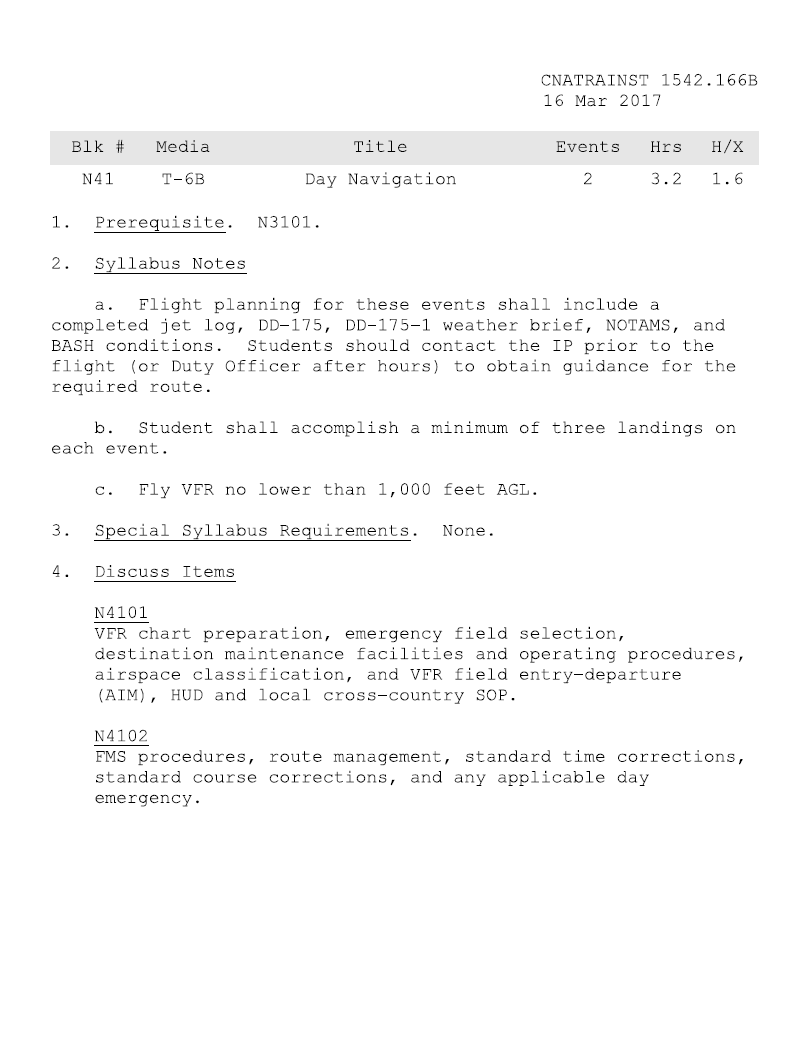 CNATRAINST 1542.166B
16 Mar 2017
Blk # Media Title Events Hrs H/X
N41 T-6B Day Navigation 2 3.2 1.6
1. Prerequisite. N3101.
2. Syllabus Notes
a. Flight planning for these events shall include a
completed jet log, DD-175, DD-175-1 weather brief, NOTAMS, and
BASH conditions. Students should contact the IP prior to the
flight (or Duty Officer after hours) to obtain guidance for the
required route.
b. Student shall accomplish a minimum of three landings on
each event.
c. Fly VFR no lower than 1,000 feet AGL.
3. Special Syllabus Requirements. None.
4. Discuss Items
N4101
VFR chart preparation, emergency field selection,
destination maintenance facilities and operating procedures,
airspace classification, and VFR field entry-departure
(AIM), HUD and local cross-country SOP.
N4102
FMS procedures, route management, standard time corrections,
standard course corrections, and any applicable day
emergency.